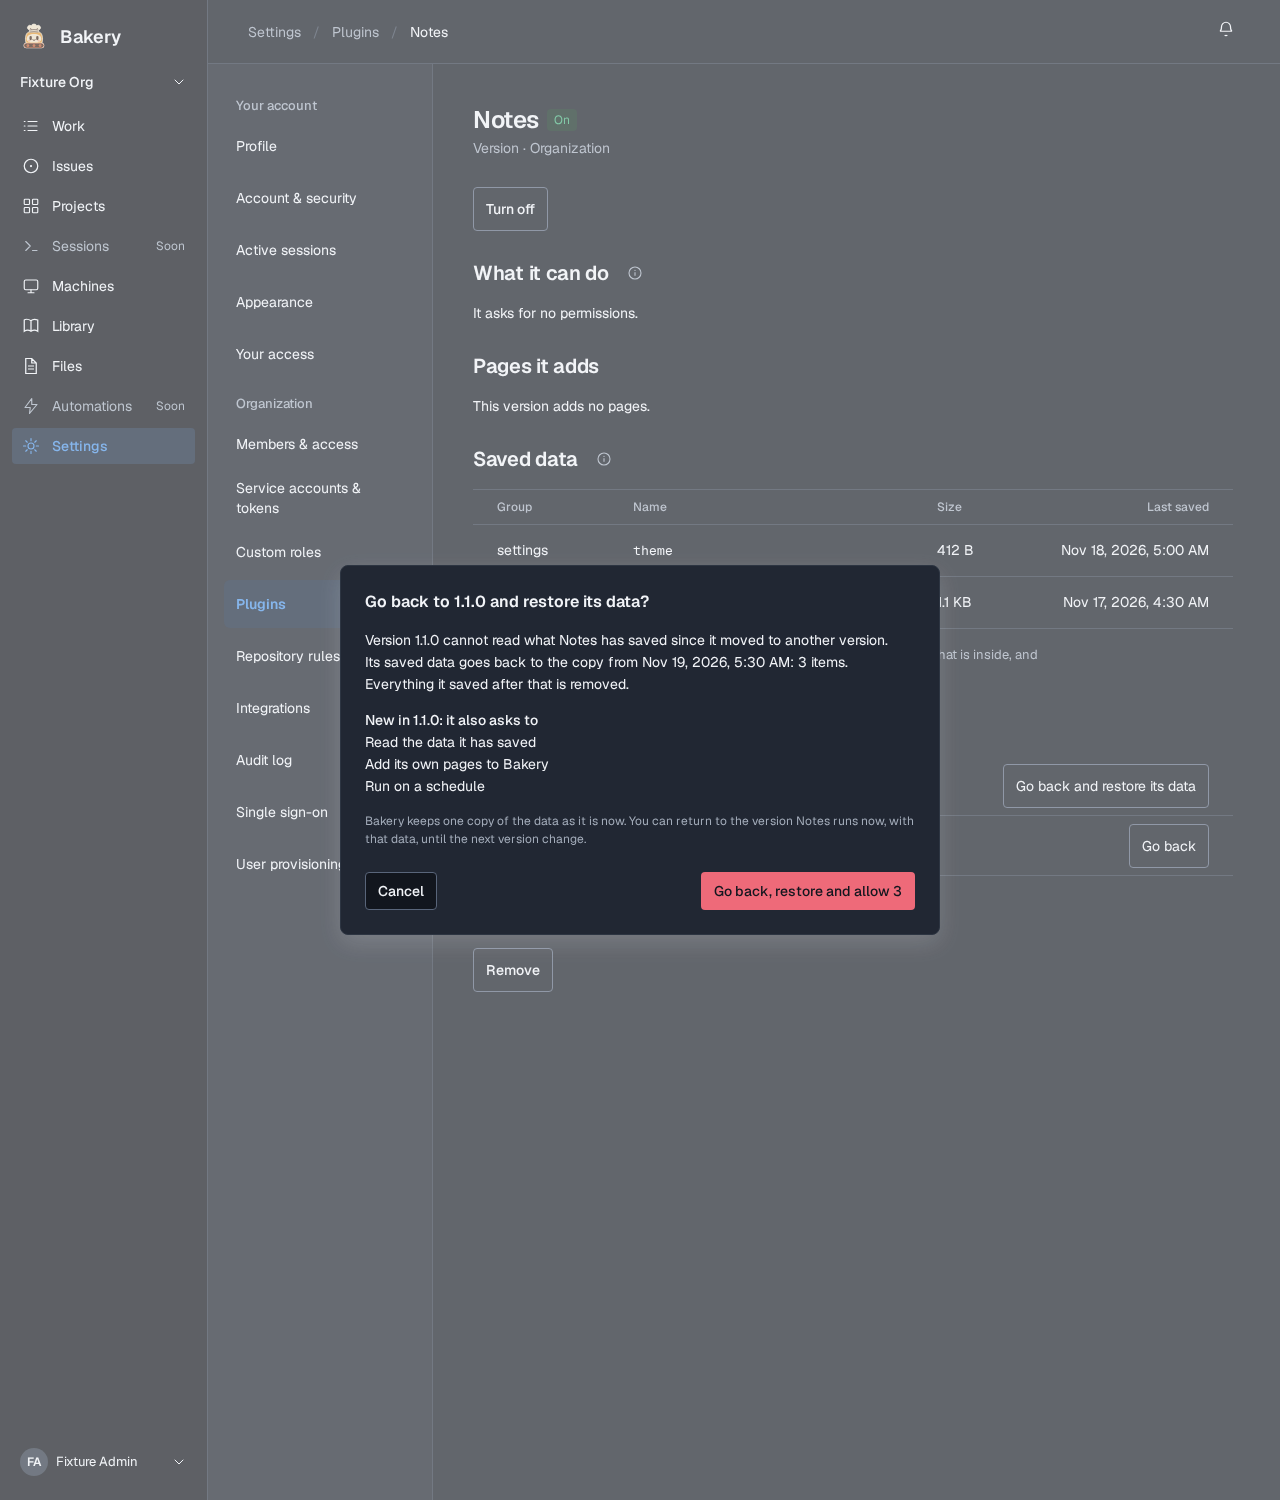 Bakery
Settings / Plugins / Notes
Fixture Org
Work
Issues
Projects
Sessions Soon
Machines
Library
Files
Automations Soon
Settings
Your account
Profile
Account & security
Active sessions
Appearance
Your access
Organization
Members & access
Service accounts &
tokens
Custom roles
Plugins
Repository rules
Integrations
Audit log
Single sign-on
User provisioning
Notes On
Version · Organization
Turn off
What it can do
It asks for no permissions.
Pages it adds
This version adds no pages.
Saved data
Group Name Size Last saved
settings theme 412 B Nov 18, 2026, 5:00 AM
1.1 KB Nov 17, 2026, 4:30 AM
is inside, and
Go back and restore its data
Go back
Go back to 1.1.0 and restore its data?
Version 1.1.0 cannot read what Notes has saved since it moved to another version.
Its saved data goes back to the copy from Nov 19, 2026, 5:30 AM: 3 items.
Everything it saved after that is removed.
New in 1.1.0: it also asks to
Read the data it has saved
Add its own pages to Bakery
Run on a schedule
Bakery keeps one copy of the data as it is now. You can return to the version Notes runs now, with
that data, until the next version change.
Cancel
Go back, restore and allow 3
Remove
FA Fixture Admin